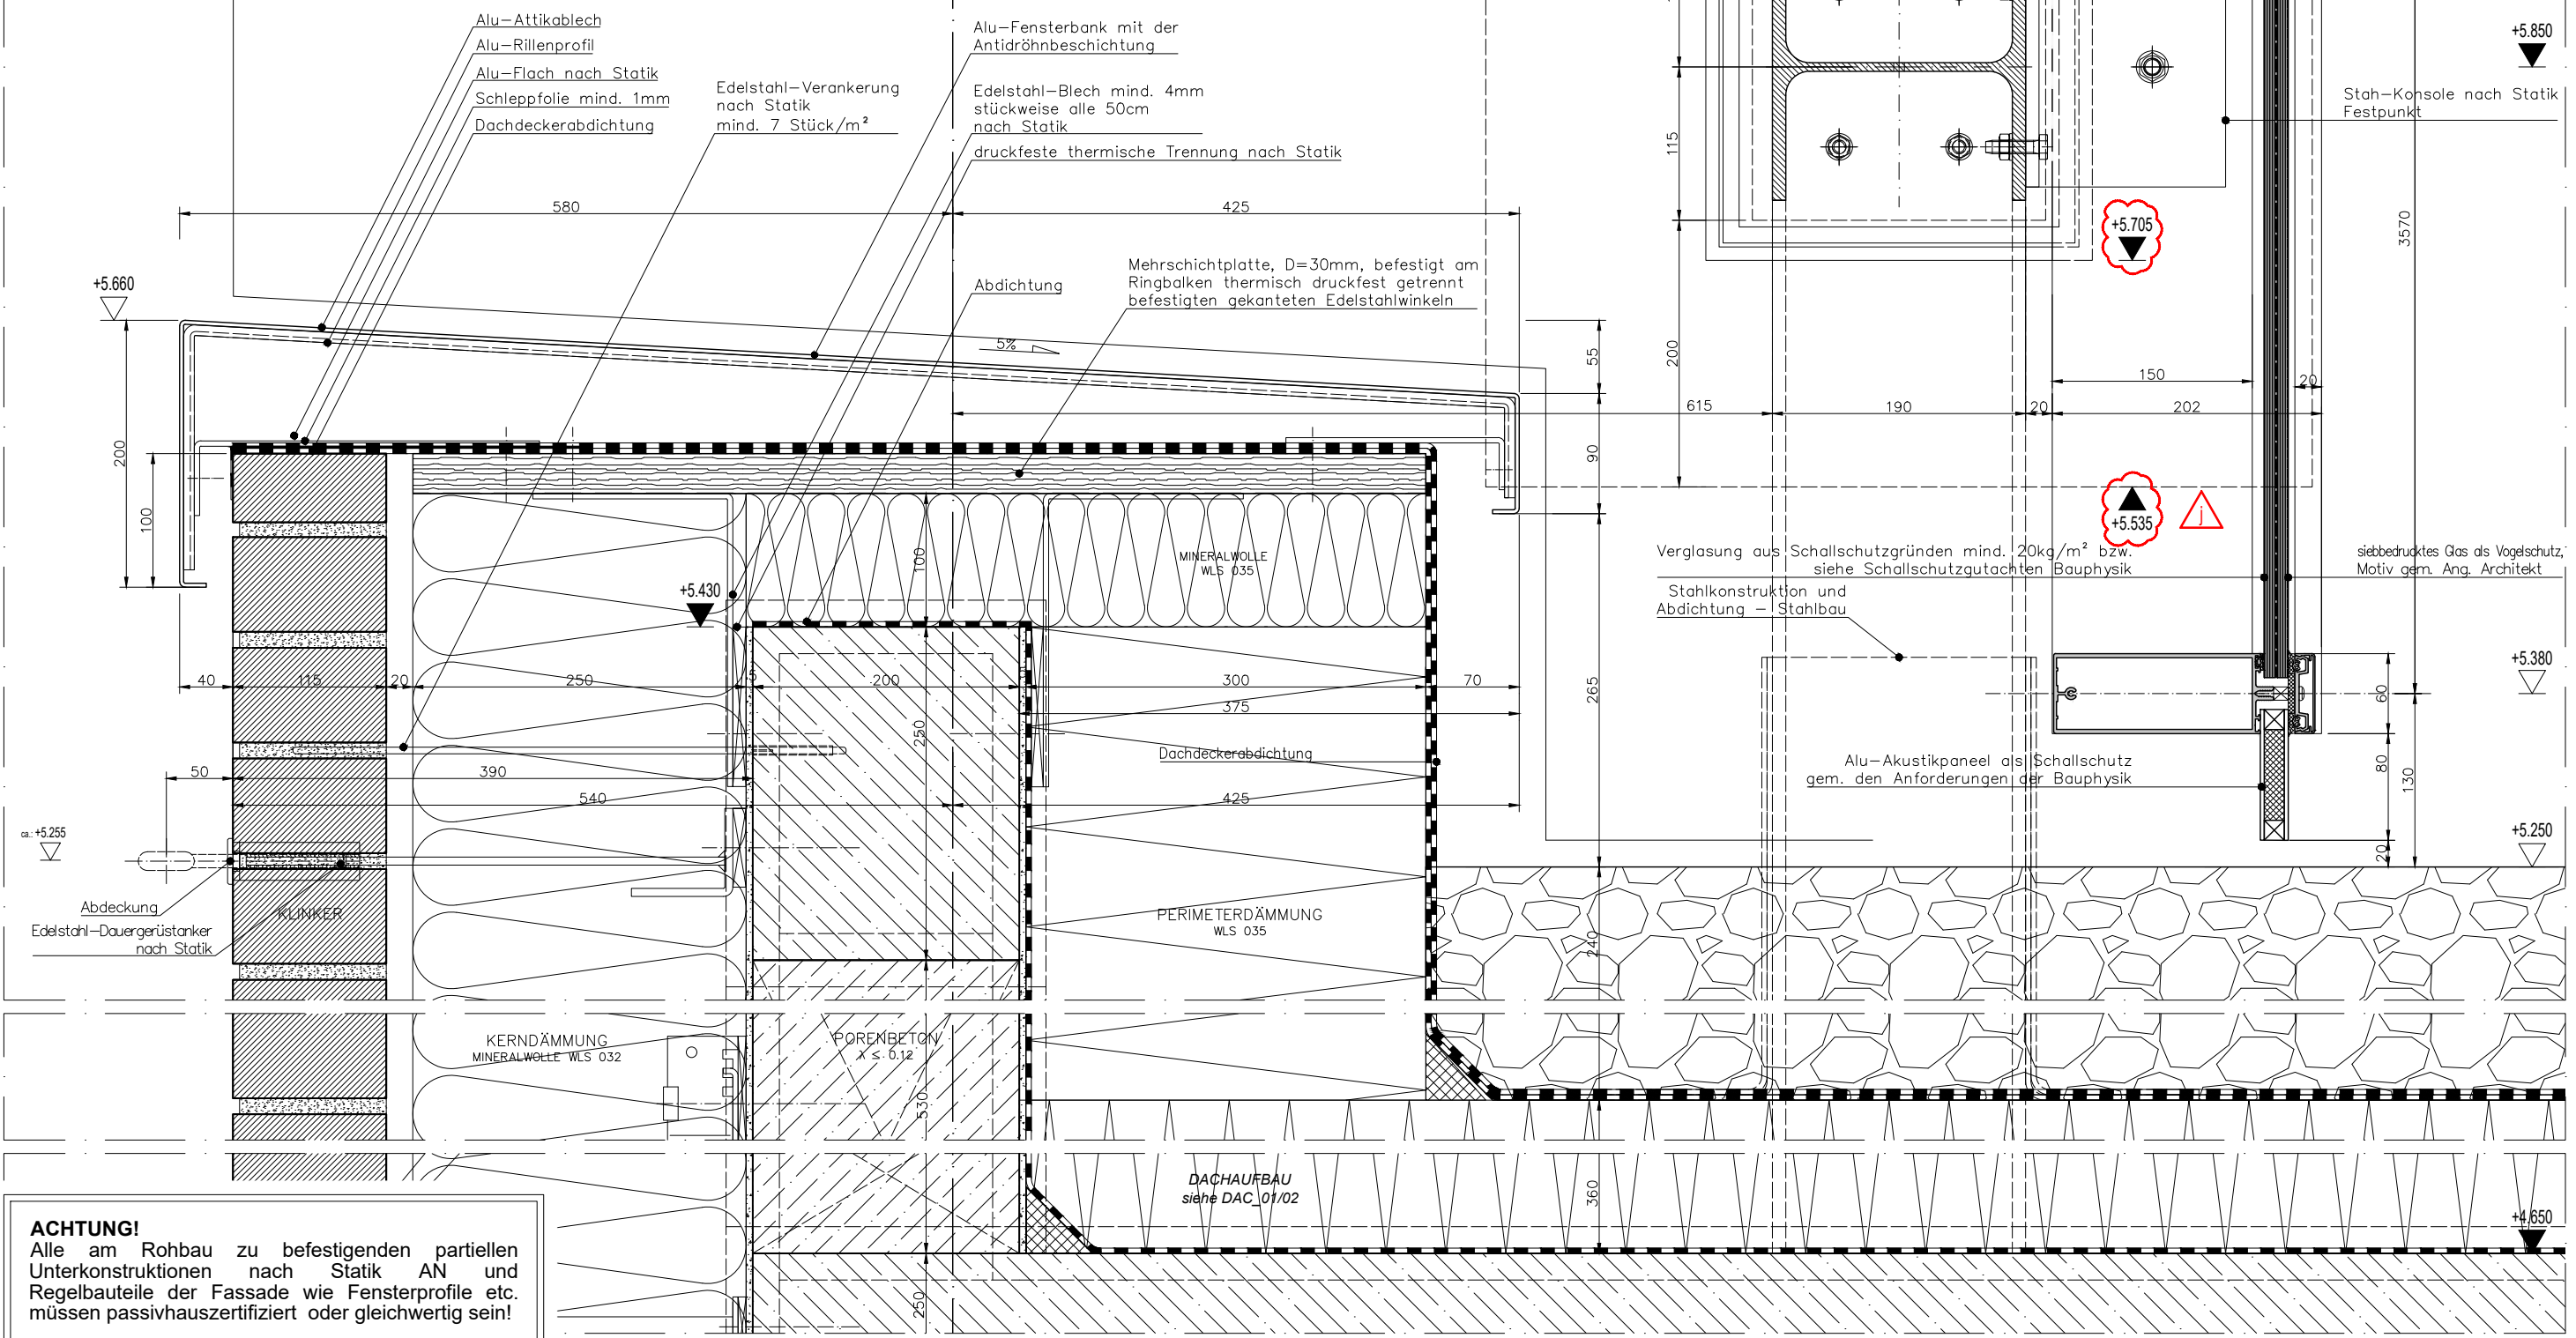 Alu-Attikablech
Alu-Rillenprofil
Alu-Flach nach Statik
Schleppfolie mind. 1mm
Dachdeckerabdichtung
Edelstahl-Verankerung
nach Statik
mind. 7 Stück/m²
Alu-Fensterbank mit der
Antidröhnbeschichtung
Edelstahl-Blech mind. 4mm
stückweise alle 50cm
nach Statik
druckfeste thermische Trennung nach Statik
Abdichtung
Mehrschichtplatte, D=30mm, befestigt am
Ringbalken thermisch druckfest getrennt
befestigten gekanteten Edelstahlwinkeln
+5.850
Stah-Konsole nach Statik
Festpunkt
115
3570
+5.705
580
425
+5.660
5%
55
200
150
20
615
190
20
202
200
100
90
+5.535
j
Verglasung aus Schallschutzgründen mind. 20kg/m² bzw.
siehe Schallschutzgutachten Bauphysik
siebbedrucktes Glas als Vogelschutz,
Motiv gem. Ang. Architekt
Stahlkonstruktion und
Abdichtung - Stahlbau
MINERALWOLLE
WLS 035
100
+5.430
40
115
20
250
5
200
300
70
375
265
250
+5.380
60
80
130
20
Dachdeckerabdichtung
Alu-Akustikpaneel als Schallschutz
gem. den Anforderungen der Bauphysik
50
390
540
425
ca.: +5.255
+5.250
Abdeckung
KLINKER
Edelstahl-Dauergerüstanker
nach Statik
PERIMETERDÄMMUNG
WLS 035
240
KERNDÄMMUNG
MINERALWOLLE WLS 032
PORENBETON
λ ≤ 0.12
530
DACHAUFBAU
siehe DAC_01/02
360
+4.650
250
ACHTUNG!
Alle am Rohbau zu befestigenden partiellen
Unterkonstruktionen nach Statik AN und
Regelbauteile der Fassade wie Fensterprofile etc.
müssen passivhauszertifiziert oder gleichwertig sein!